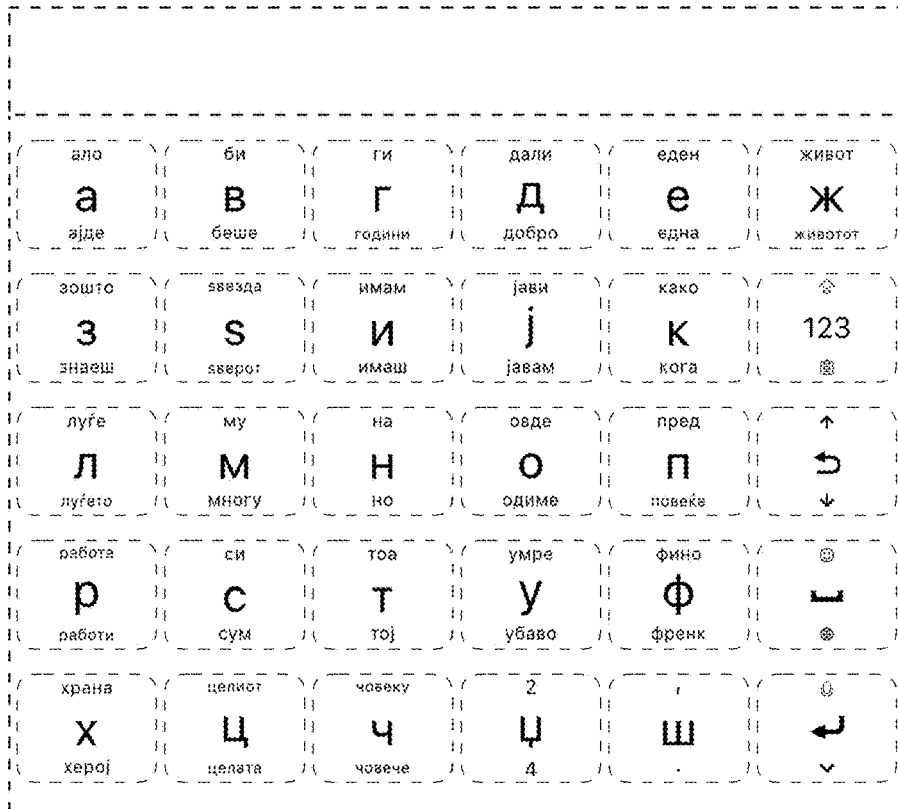 ало би ги дали еден живот
а в г д е ж
ајде беше години добро една животот
зошто ѕвезда имам јави како
з ѕ и ј к 123
знаеш ѕверот имаш јавам кога
луѓе му на овде пред
л м н о п
луѓето многу но одиме повеќе
работа си тоа умре фино
р с т у ф
работи сум тој убаво френк
храна целиот човеку 2 ,
х ц ч џ ш
херој целата човече 4 .